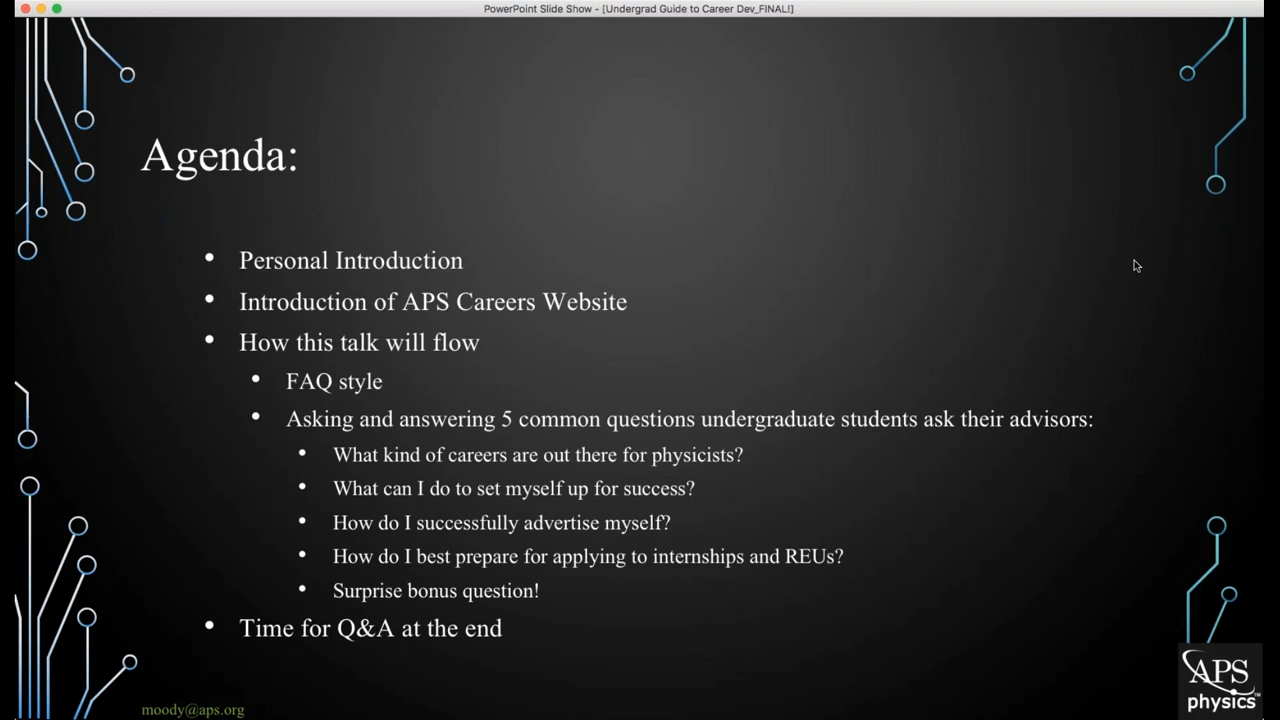 PowerPoint Slide Show - [Undergrad Guide to Career Dev_FINAL!]
Agenda:
• Personal Introduction
• Introduction of APS Careers Website
• How this talk will flow
• FAQ style
• Asking and answering 5 common questions undergraduate students ask their advisors:
• What kind of careers are out there for physicists?
• What can I do to set myself up for success?
• How do I successfully advertise myself?
• How do I best prepare for applying to internships and REUs?
• Surprise bonus question!
• Time for Q&A at the end
moody@aps.org
APS
physics™